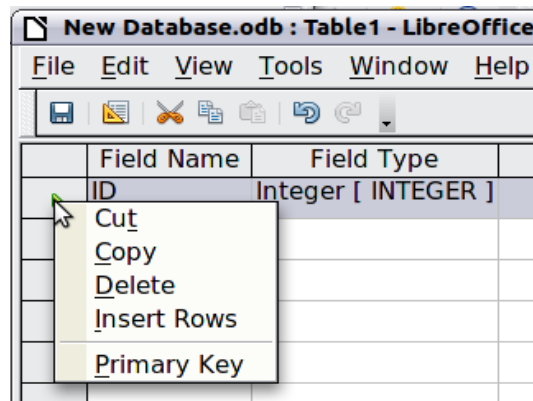 New Database.odb : Table1 - LibreOffice
File Edit View Tools Window Help
Field Name Field Type
ID Integer [ INTEGER ]
Cut
Copy
Delete
Insert Rows
Primary Key